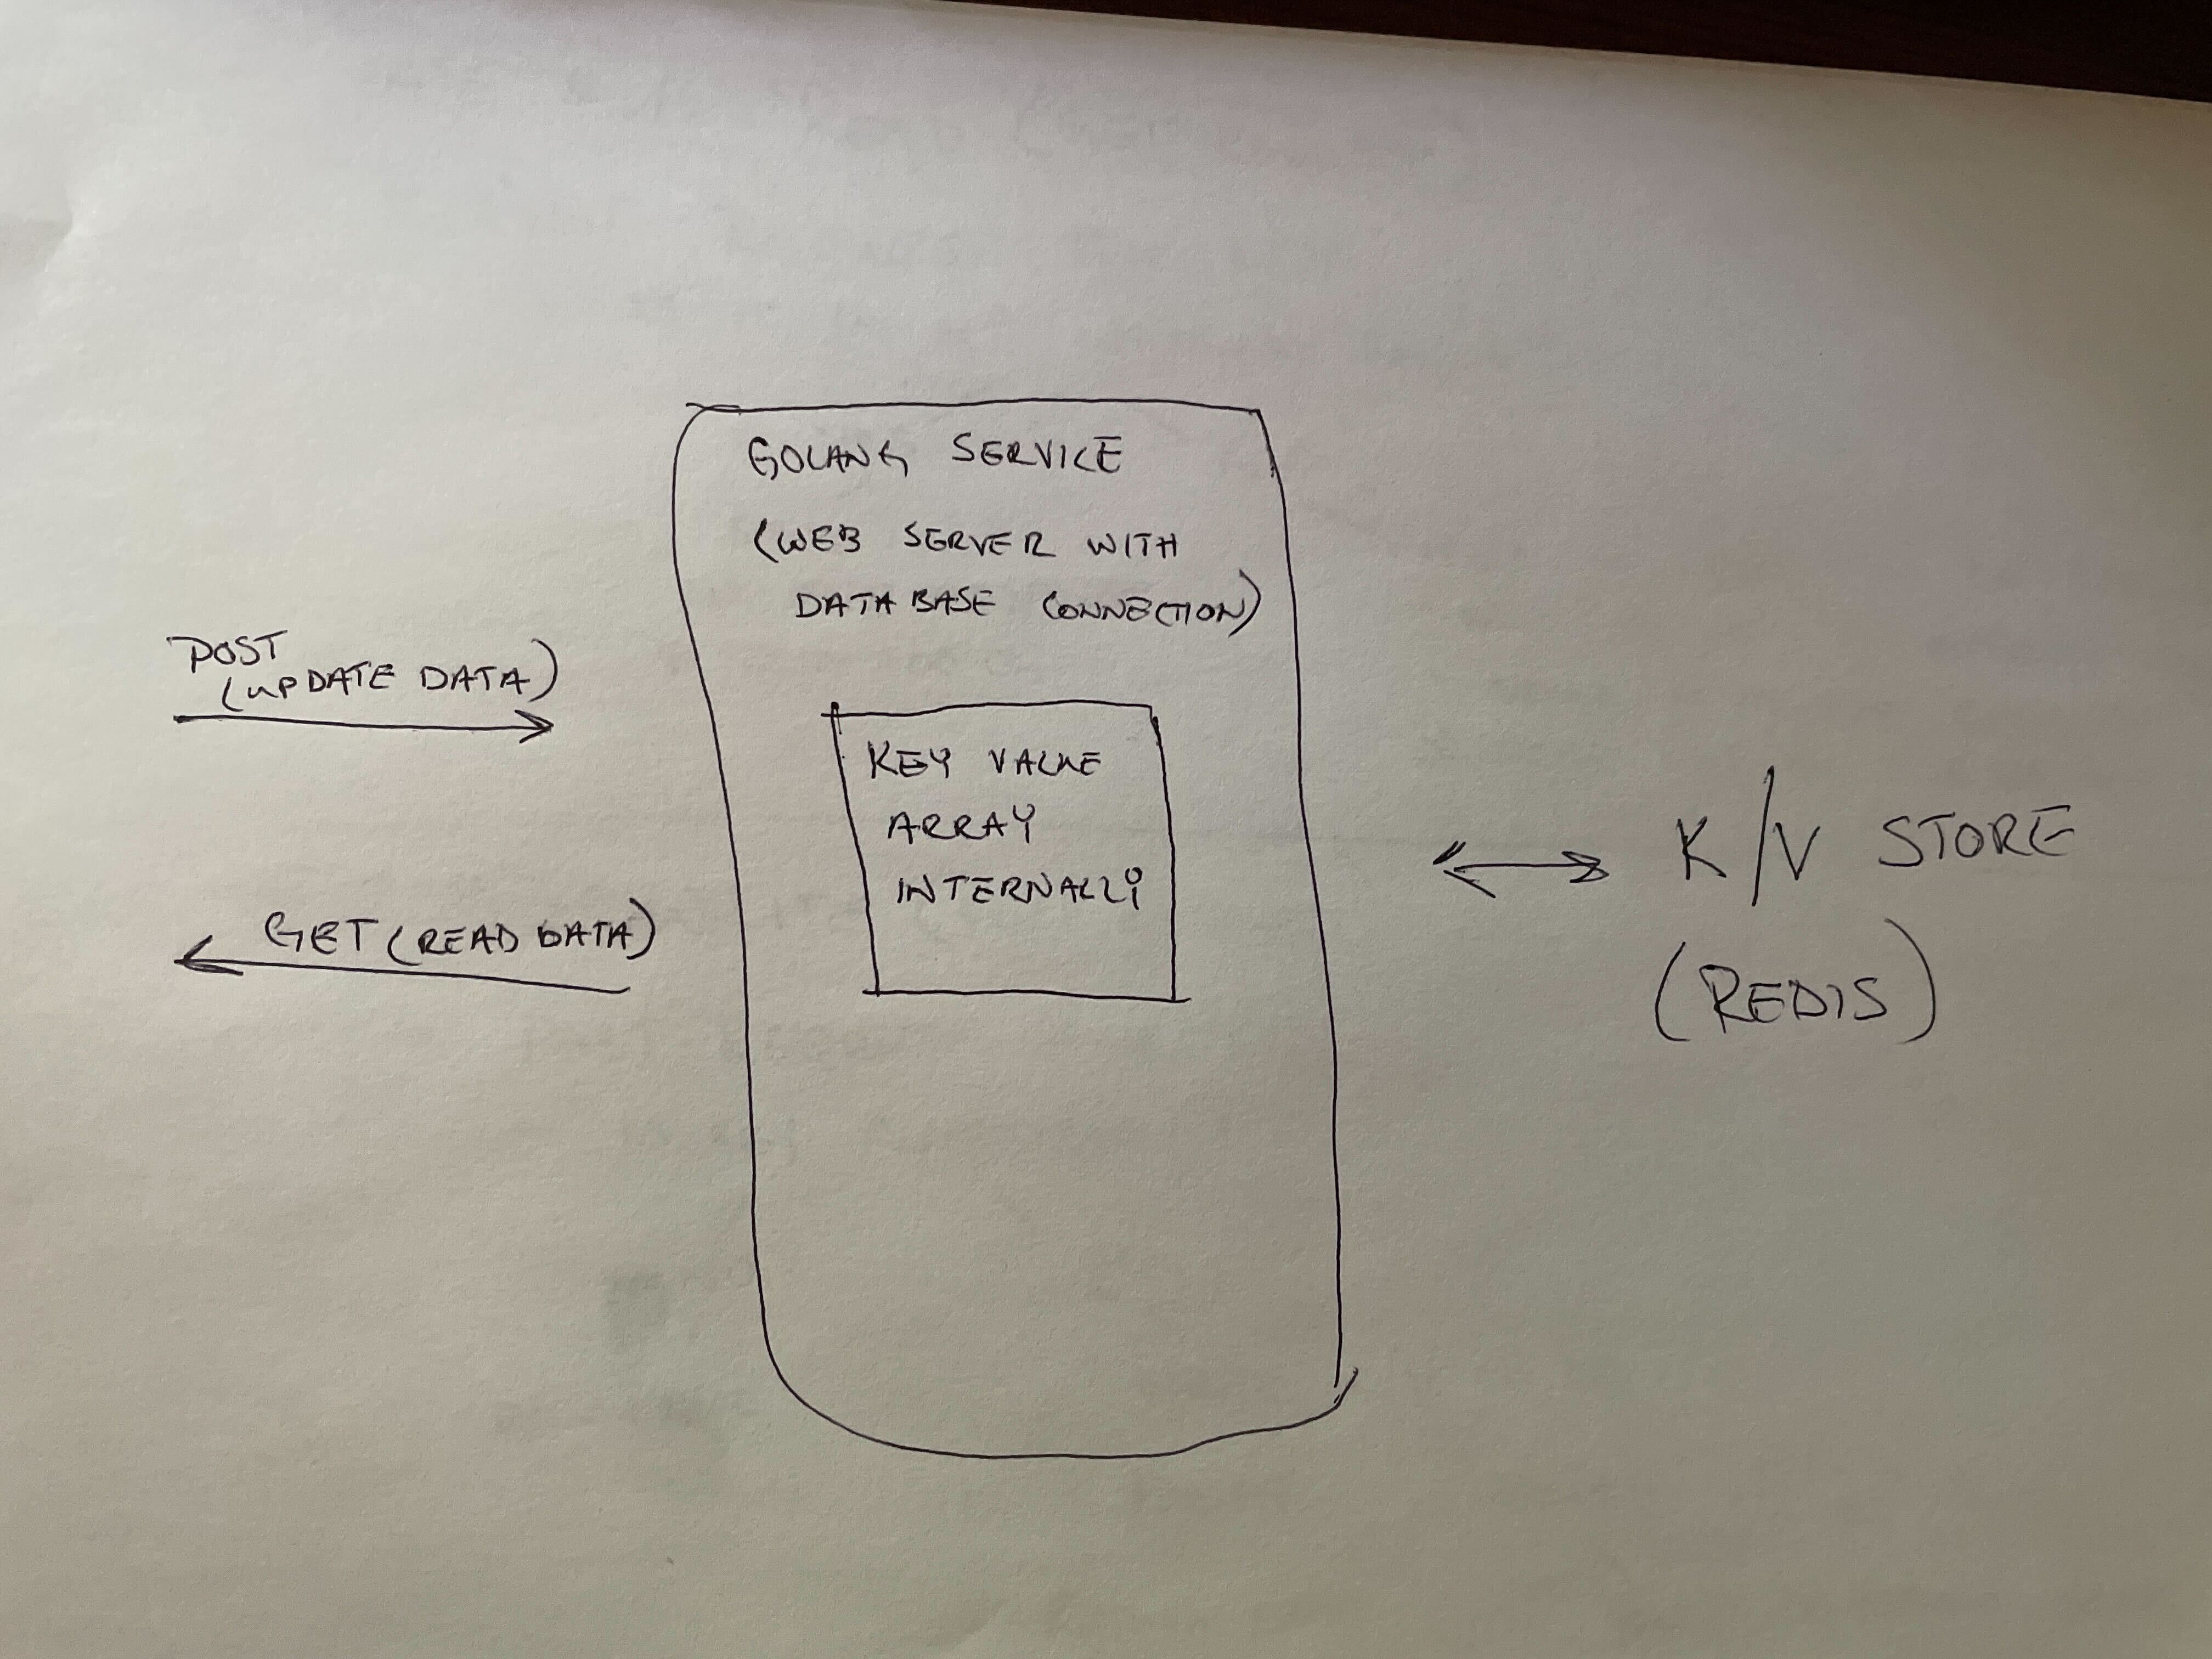 GOLANG SERVICE
(WEB SERVER WITH
DATABASE CONNECTION)
POST
(UPDATE DATA)
KEY VALUE
ARRAY
INTERNALLY
GET (READ DATA)
K/V STORE
(REDIS)